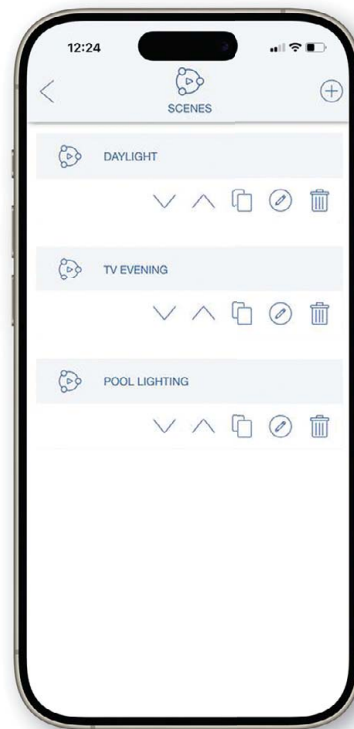 12:24
SCENES
DAYLIGHT
TV EVENING
POOL LIGHTING